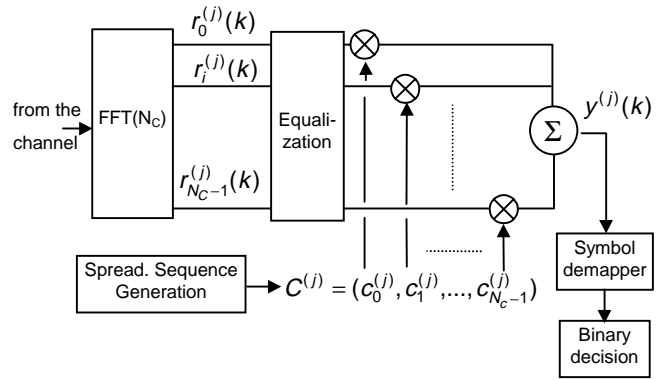 r_0^{(j)}(k)
r_i^{(j)}(k)
from the
channel
FFT(N_C)
Equali-
zation
r_{N_C-1}^{(j)}(k)
Σ
y^{(j)}(k)
Spread. Sequence
Generation
C^{(j)} = (c_0^{(j)}, c_1^{(j)},..., c_{N_c-1}^{(j)})
Symbol
demapper
Binary
decision